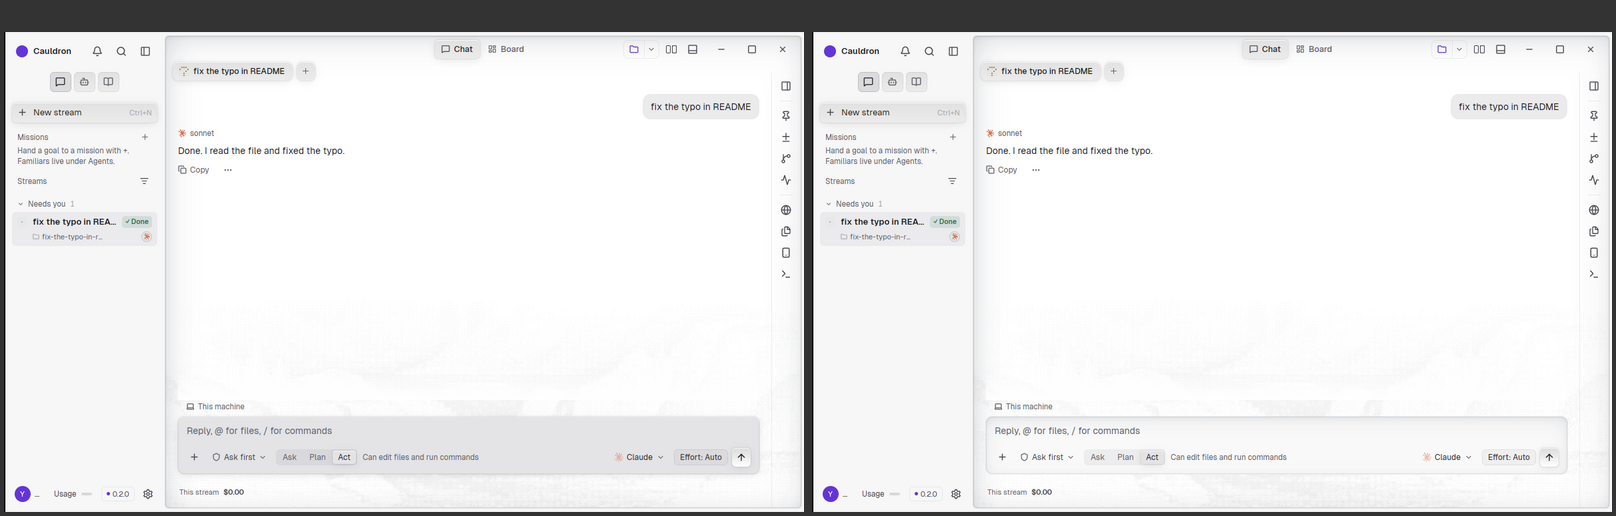 Cauldron
Chat
Board
fix the typo in README
New stream
Ctrl+N
fix the typo in README
Missions
sonnet
Hand a goal to a mission with +.
Familiars live under Agents.
Done. I read the file and fixed the typo.
Copy
Streams
Needs you 1
fix the typo in REA...
Done
fix-the-typo-in-r...
This machine
Reply, @ for files, / for commands
Ask first
Ask
Plan
Act
Can edit files and run commands
Claude
Effort: Auto
Y
...
Usage
0.2.0
This stream $0.00
Cauldron
Chat
Board
fix the typo in README
New stream
Ctrl+N
fix the typo in README
Missions
sonnet
Hand a goal to a mission with +.
Familiars live under Agents.
Done. I read the file and fixed the typo.
Copy
Streams
Needs you 1
fix the typo in REA...
Done
fix-the-typo-in-r...
This machine
Reply, @ for files, / for commands
Ask first
Ask
Plan
Act
Can edit files and run commands
Claude
Effort: Auto
Y
...
Usage
0.2.0
This stream $0.00